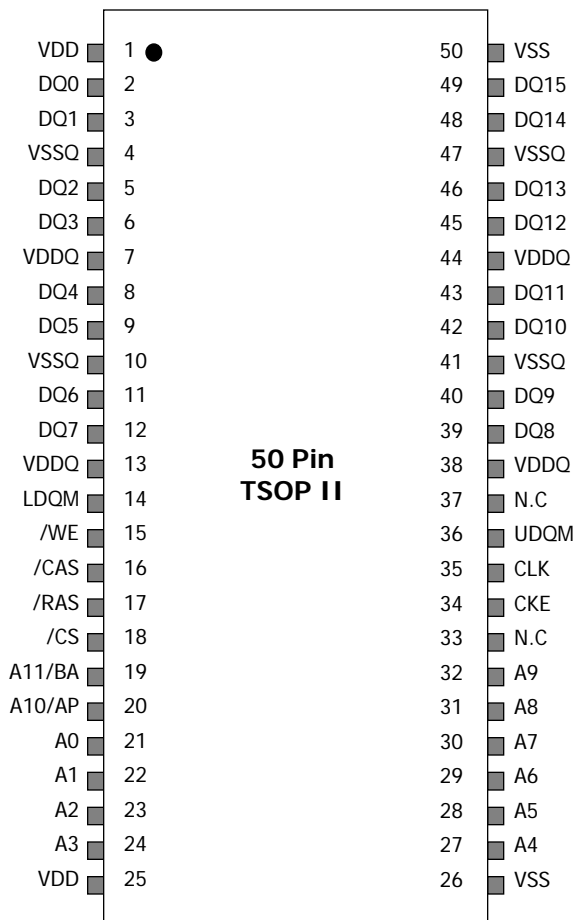 VDD 1 50 VSS
DQ0 2 49 DQ15
DQ1 3 48 DQ14
VSSQ 4 47 VSSQ
DQ2 5 46 DQ13
DQ3 6 45 DQ12
VDDQ 7 44 VDDQ
DQ4 8 43 DQ11
DQ5 9 42 DQ10
VSSQ 10 41 VSSQ
DQ6 11 40 DQ9
DQ7 12 39 DQ8
VDDQ 13 50 Pin 38 VDDQ
LDQM 14 TSOP II 37 N.C
/WE 15 36 UDQM
/CAS 16 35 CLK
/RAS 17 34 CKE
/CS 18 33 N.C
A11/BA 19 32 A9
A10/AP 20 31 A8
A0 21 30 A7
A1 22 29 A6
A2 23 28 A5
A3 24 27 A4
VDD 25 26 VSS